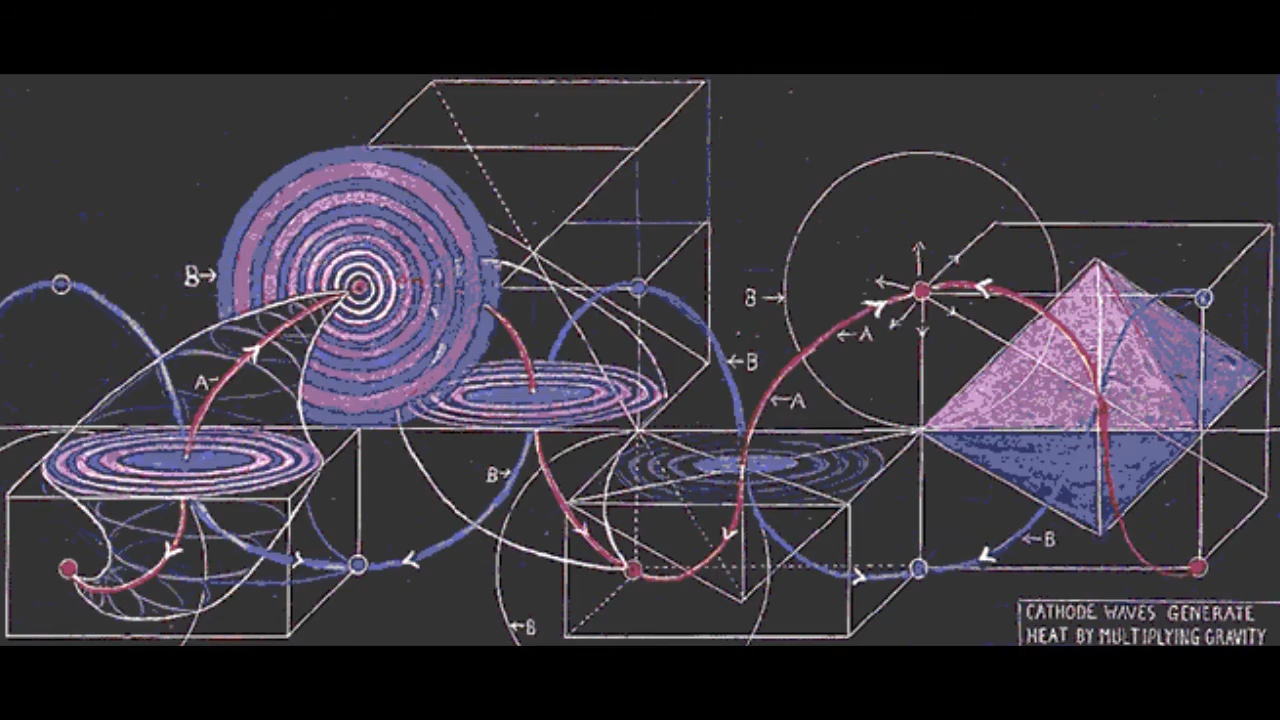 B→
A
B→
←B
←B
B→
←A
←A
←B
CATHODE WAVES GENERATE
HEAT BY MULTIPLYING GRAVITY